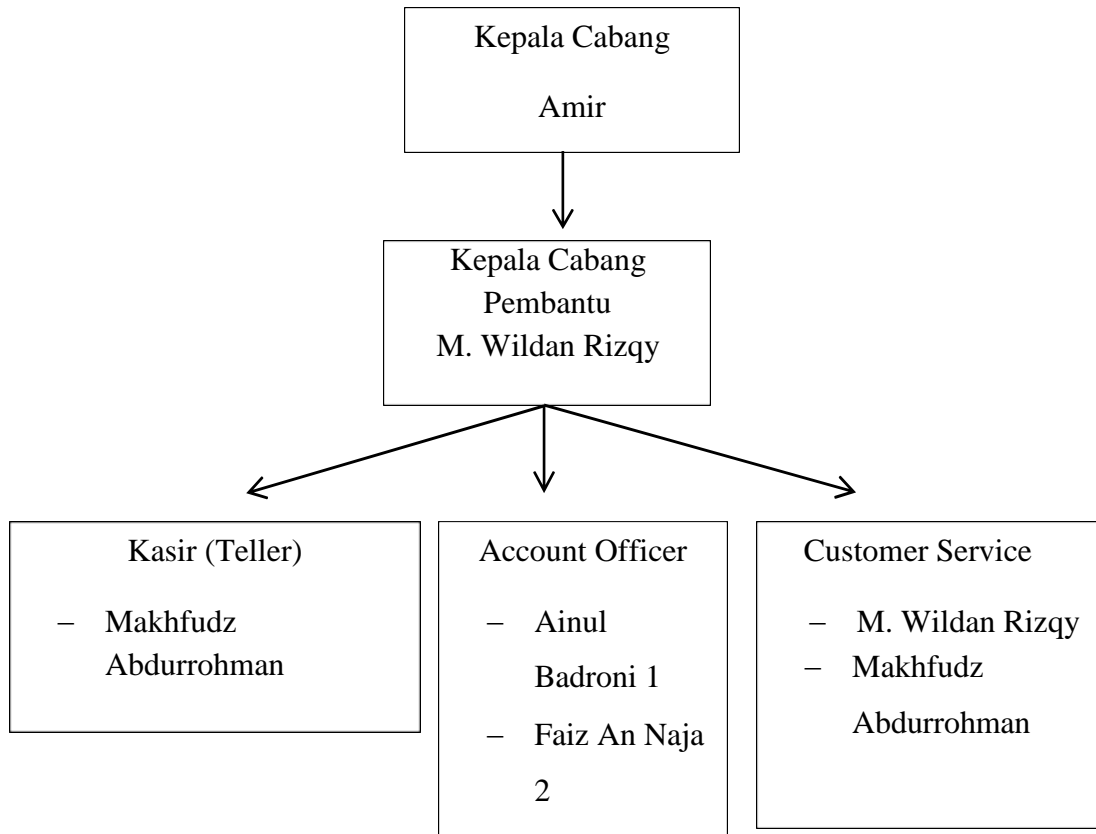 Kepala Cabang
Amir
Kepala Cabang
Pembantu
M. Wildan Rizqy
Kasir (Teller)
– Makhfudz
Abdurrohman
Account Officer
– Ainul
Badroni 1
– Faiz An Naja
2
Customer Service
– M. Wildan Rizqy
– Makhfudz
Abdurrohman